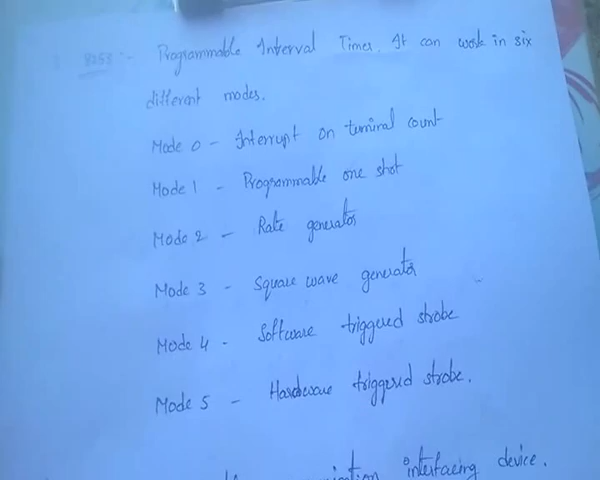 8253 :- Programmable Interval Timer. It can work in six
different modes.
Mode 0 - Interrupt on terminal count
Mode 1 - Programmable one shot
Mode 2 - Rate generator
Mode 3 - Square wave generator
Mode 4 - Software triggered strobe
Mode 5 - Hardware triggered strobe.
interfacing device.